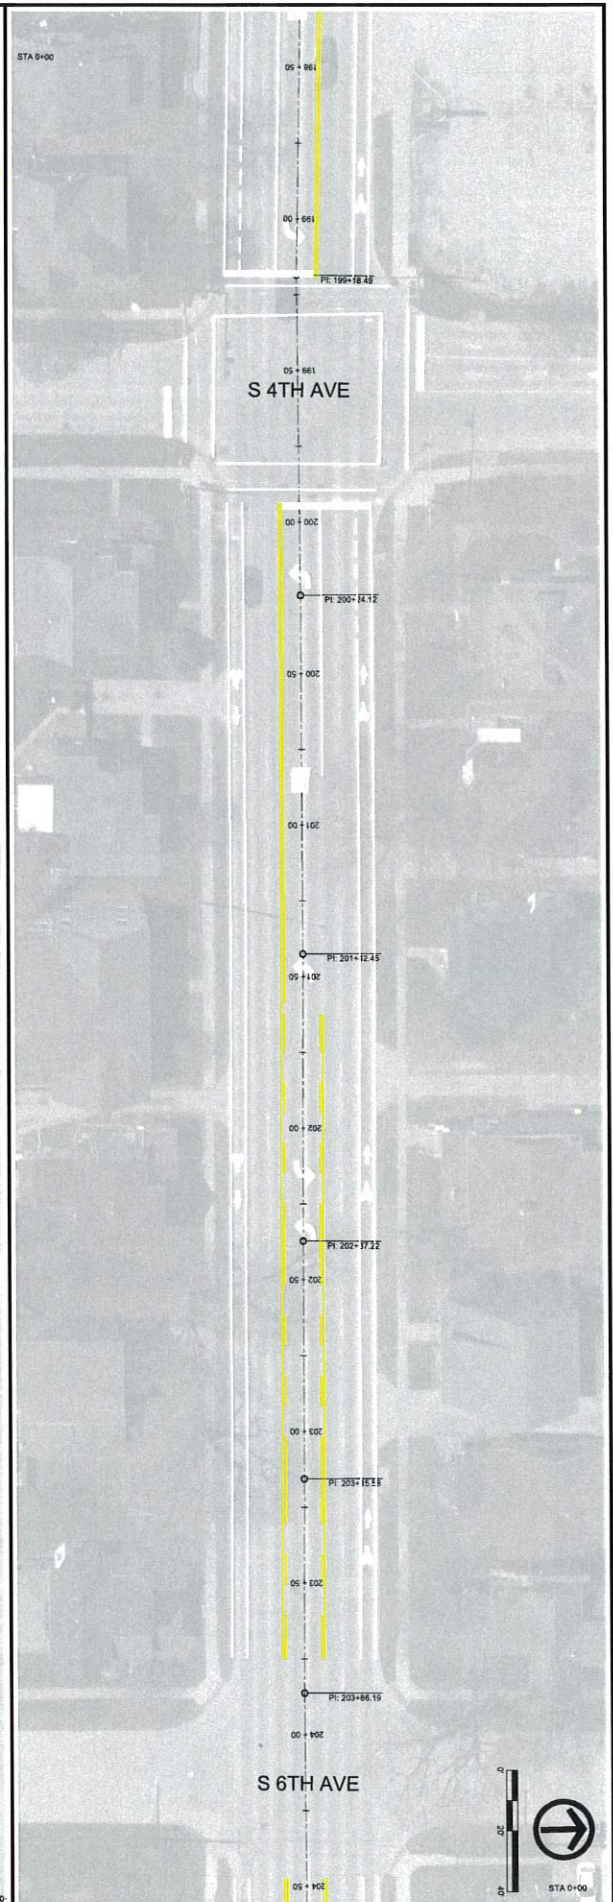 STA 0+00
198 + 50
199 + 00
PI: 199+18.49
199 + 50
S 4TH AVE
200 + 00
PI: 200+24.12
200 + 50
201 + 00
PI: 201+42.45
201 + 50
202 + 00
PI: 202+37.22
202 + 50
203 + 00
PI: 203+15.58
203 + 50
PI: 203+86.19
204 + 00
S 6TH AVE
0'
20'
40'
STA 0+00
204 + 50